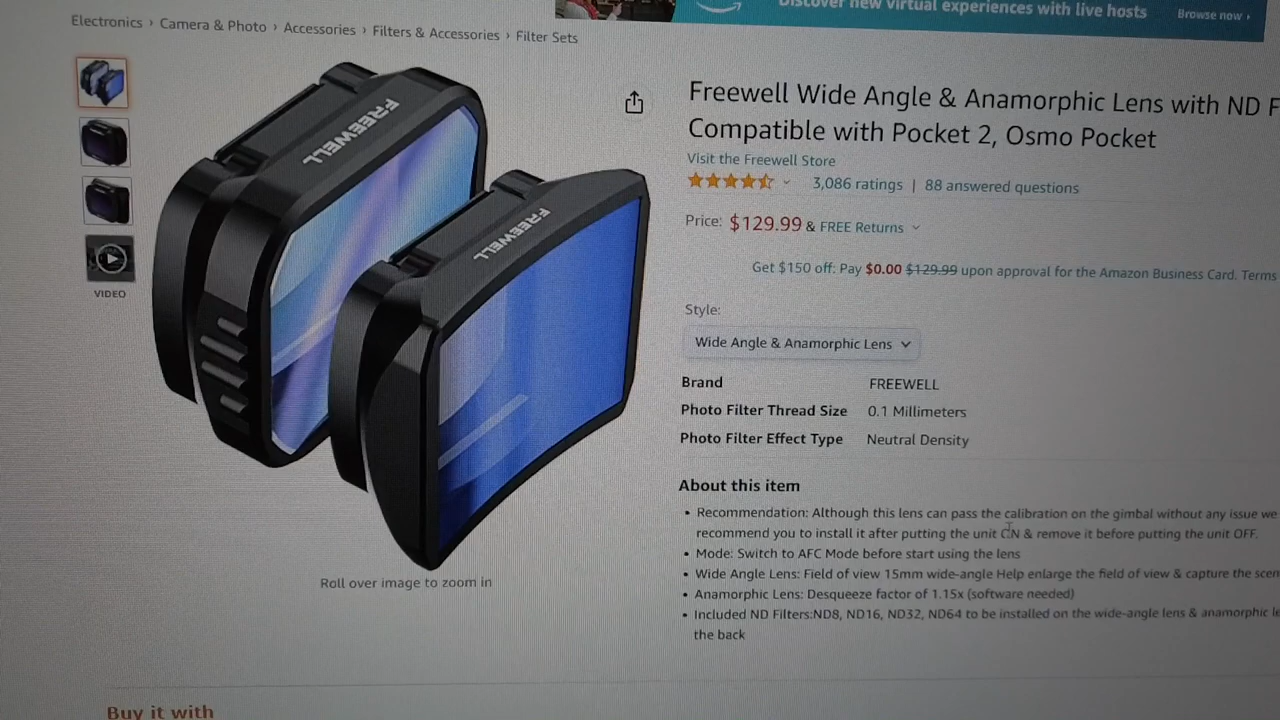 Discover new virtual experiences with live hosts
Browse now ›
Electronics › Camera & Photo › Accessories › Filters & Accessories › Filter Sets
FREEWELL
FREEWELL
VIDEO
Roll over image to zoom in
Freewell Wide Angle & Anamorphic Lens with ND F
Compatible with Pocket 2, Osmo Pocket
Visit the Freewell Store
3,086 ratings | 88 answered questions
Price: $129.99 & FREE Returns
Get $150 off: Pay $0.00 $129.99 upon approval for the Amazon Business Card. Terms
Style:
Wide Angle & Anamorphic Lens
Brand FREEWELL
Photo Filter Thread Size 0.1 Millimeters
Photo Filter Effect Type Neutral Density
About this item
• Recommendation: Although this lens can pass the calibration on the gimbal without any issue we
recommend you to install it after putting the unit ON & remove it before putting the unit OFF.
• Mode: Switch to AFC Mode before start using the lens
• Wide Angle Lens: Field of view 15mm wide-angle Help enlarge the field of view & capture the scen
• Anamorphic Lens: Desqueeze factor of 1.15x (software needed)
• Included ND Filters:ND8, ND16, ND32, ND64 to be installed on the wide-angle lens & anamorphic le
the back
Buy it with